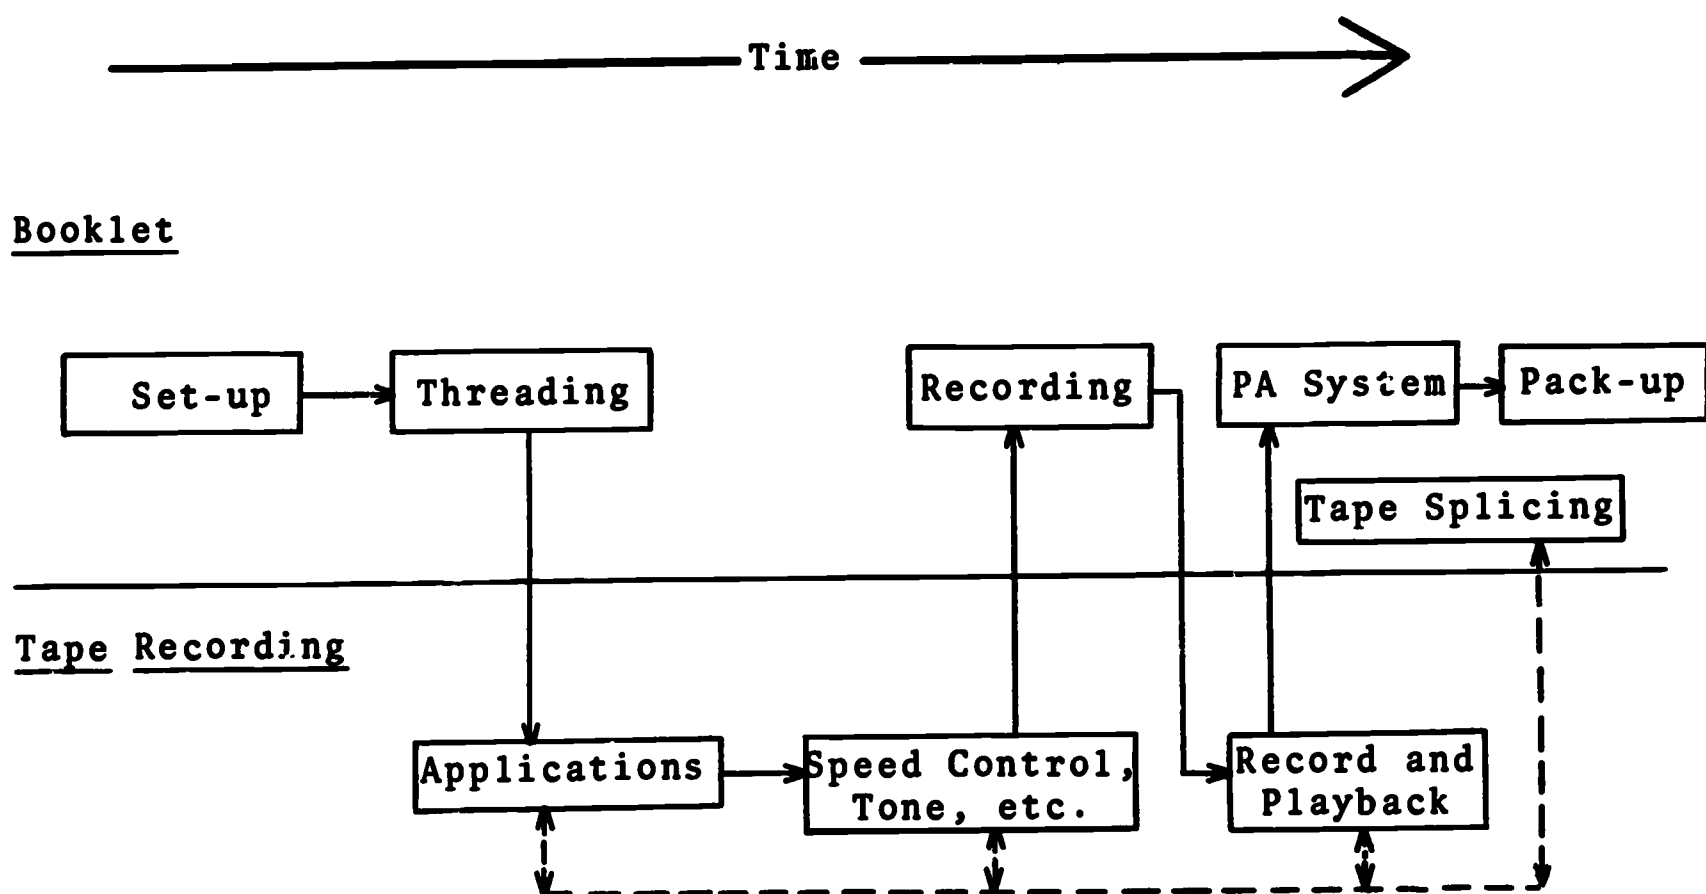 Time
Booklet
Set-up
Threading
Recording
PA System
Pack-up
Tape Splicing
Tape Recording
Applications
Speed Control,
Tone, etc.
Record and
Playback